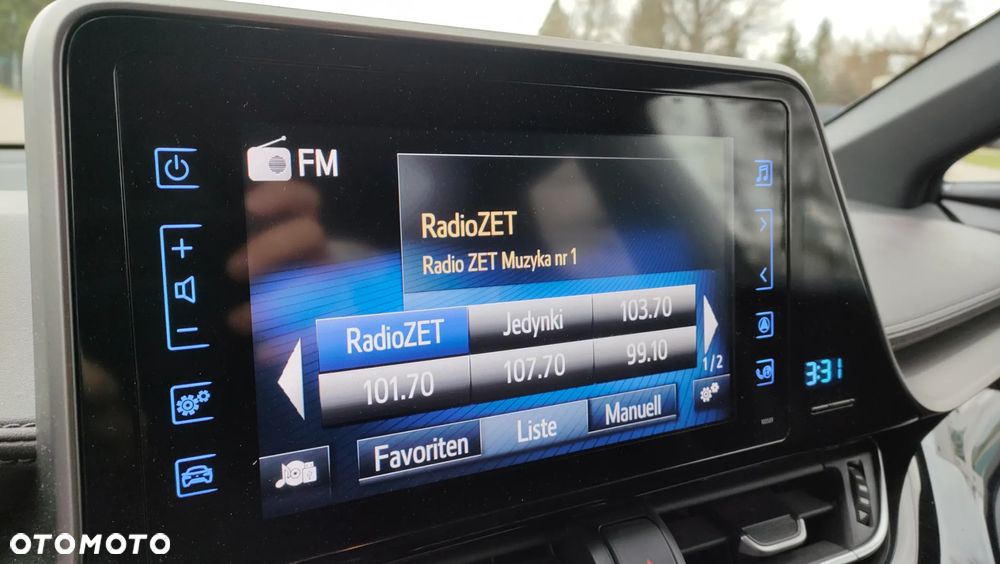 FM
RadioZET
Radio ZET Muzyka nr 1
RadioZET Jedynki 103.70
101.70 107.70 99.10
1/2
Favoriten Liste Manuell
3:31
OTOMOTO